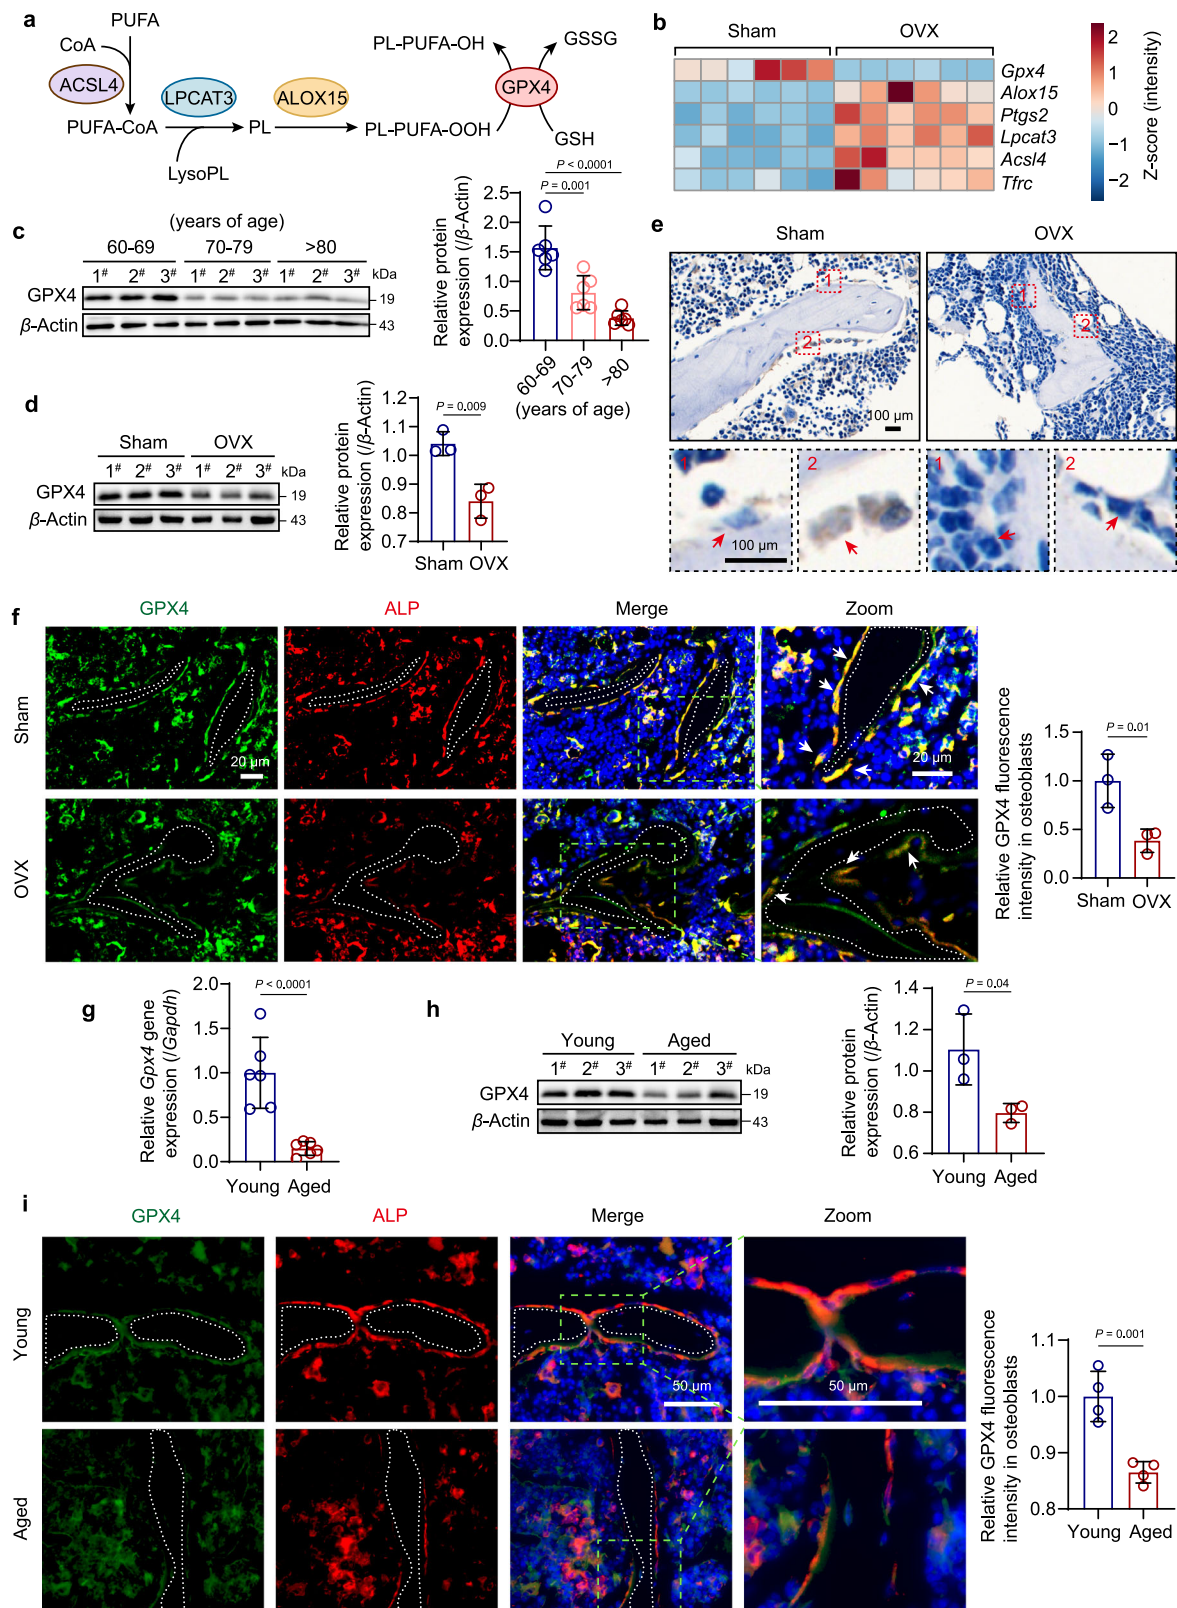 a
PUFA
CoA
ACSL4
LPCAT3
ALOX15
PUFA-CoA
PL
LysoPL
PL-PUFA-OOH
PL-PUFA-OH
GSSG
GPX4
GSH
b
Sham OVX
Gpx4
Alox15
Ptgs2
Lpcat3
Acsl4
Tfrc
2
1
0
−1
−2
Z-score (intensity)
c
(years of age)
60-69 70-79 >80
1# 2# 3# 1# 2# 3# 1# 2# 3# kDa
GPX4 19
β-Actin 43
Relative protein
expression (/β-Actin)
P < 0.0001
P = 0.001
2.5
2.0
1.5
1.0
0.5
0.0
60-69
70-79
>80
(years of age)
d
Sham OVX
1# 2# 3# 1# 2# 3# kDa
GPX4 19
β-Actin 43
Relative protein
expression (/β-Actin)
P = 0.009
1.2
1.1
1.0
0.9
0.8
0.7
Sham OVX
e
Sham OVX
1
2
100 μm
1
2
1
2
1
2
100 μm
f
GPX4 ALP Merge Zoom
Sham
20 μm
20 μm
OVX
Relative GPX4 fluorescence
intensity in osteoblasts
P = 0.01
1.5
1.0
0.5
0.0
Sham OVX
g
Relative Gpx4 gene
expression (/Gapdh)
P < 0.0001
2.0
1.5
1.0
0.5
0.0
Young Aged
h
Young Aged
1# 2# 3# 1# 2# 3# kDa
GPX4 19
β-Actin 43
Relative protein
expression (/β-Actin)
P = 0.04
1.4
1.2
1.0
0.8
0.6
Young Aged
i
GPX4 ALP Merge Zoom
Young
50 μm
50 μm
Aged
Relative GPX4 fluorescence
intensity in osteoblasts
P = 0.001
1.1
1.0
0.9
0.8
Young Aged